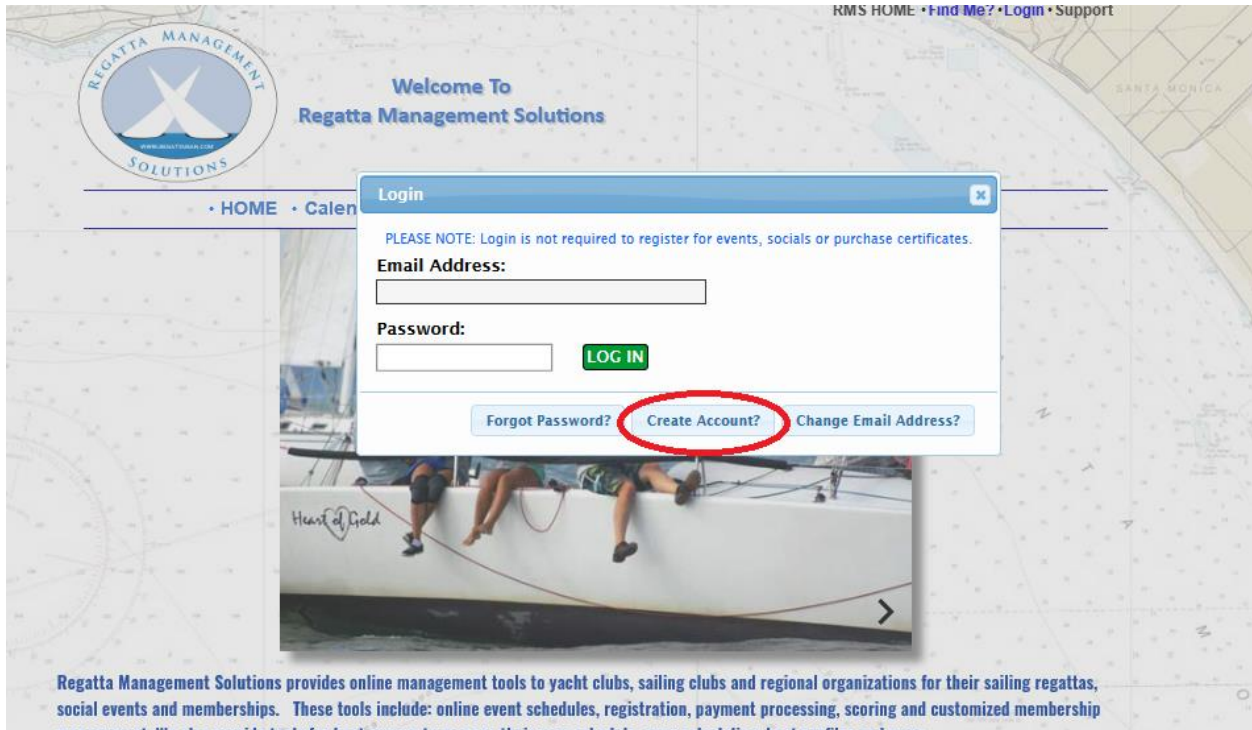 RMS HOME • Find Me? • Login • Support
REGATTA MANAGEMENT
SOLUTIONS
Welcome To
Regatta Management Solutions
SANTA MONICA
Login
• HOME • Calen
PLEASE NOTE: Login is not required to register for events, socials or purchase certificates.
Email Address:
Password:
LOG IN
Forgot Password? Create Account? Change Email Address?
Heart of Gold
Regatta Management Solutions provides online management tools to yacht clubs, sailing clubs and regional organizations for their sailing regattas,
social events and memberships. These tools include: online event schedules, registration, payment processing, scoring and customized membership